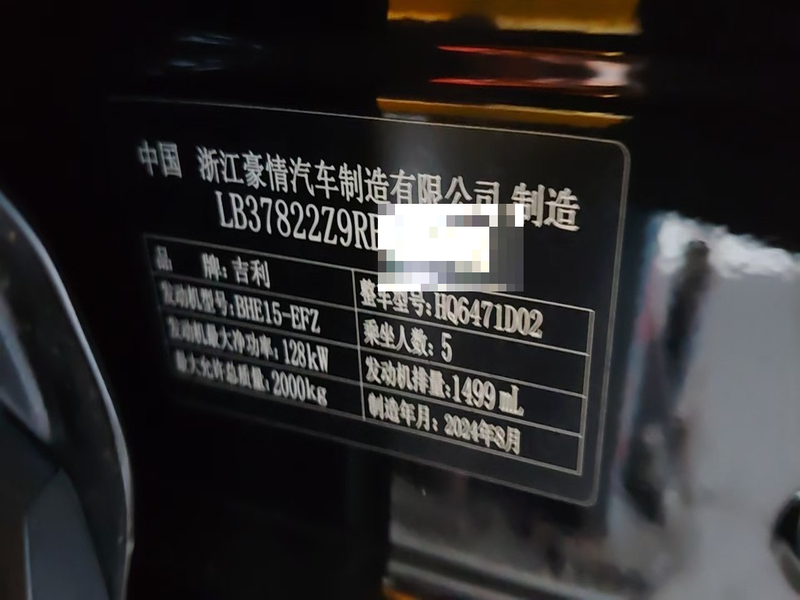 中国 浙江豪情汽车制造有限公司 制造
LB37822Z9R
品 牌:吉利 整车型号:HQ6471D02
发动机型号:BHE15-EFZ 乘坐人数:5
发动机最大净功率:128kW 发动机排量:1499 mL
最大允许总质量:2000kg 制造年月:2024年8月